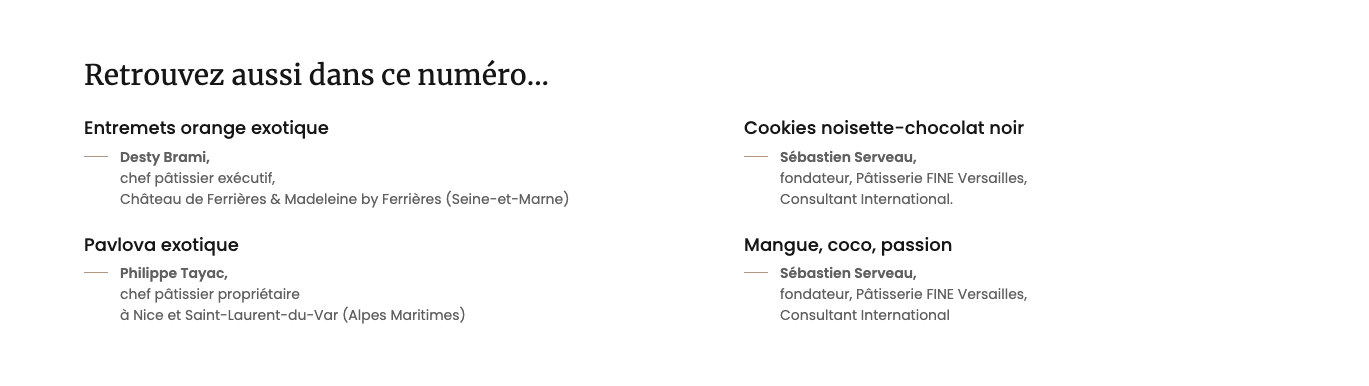 Retrouvez aussi dans ce numéro...
Entremets orange exotique
Desty Brami,
chef pâtissier exécutif,
Château de Ferrières & Madeleine by Ferrières (Seine-et-Marne)
Pavlova exotique
Philippe Tayac,
chef pâtissier propriétaire
à Nice et Saint-Laurent-du-Var (Alpes Maritimes)
Cookies noisette-chocolat noir
Sébastien Serveau,
fondateur, Pâtisserie FINE Versailles,
Consultant International.
Mangue, coco, passion
Sébastien Serveau,
fondateur, Pâtisserie FINE Versailles,
Consultant International